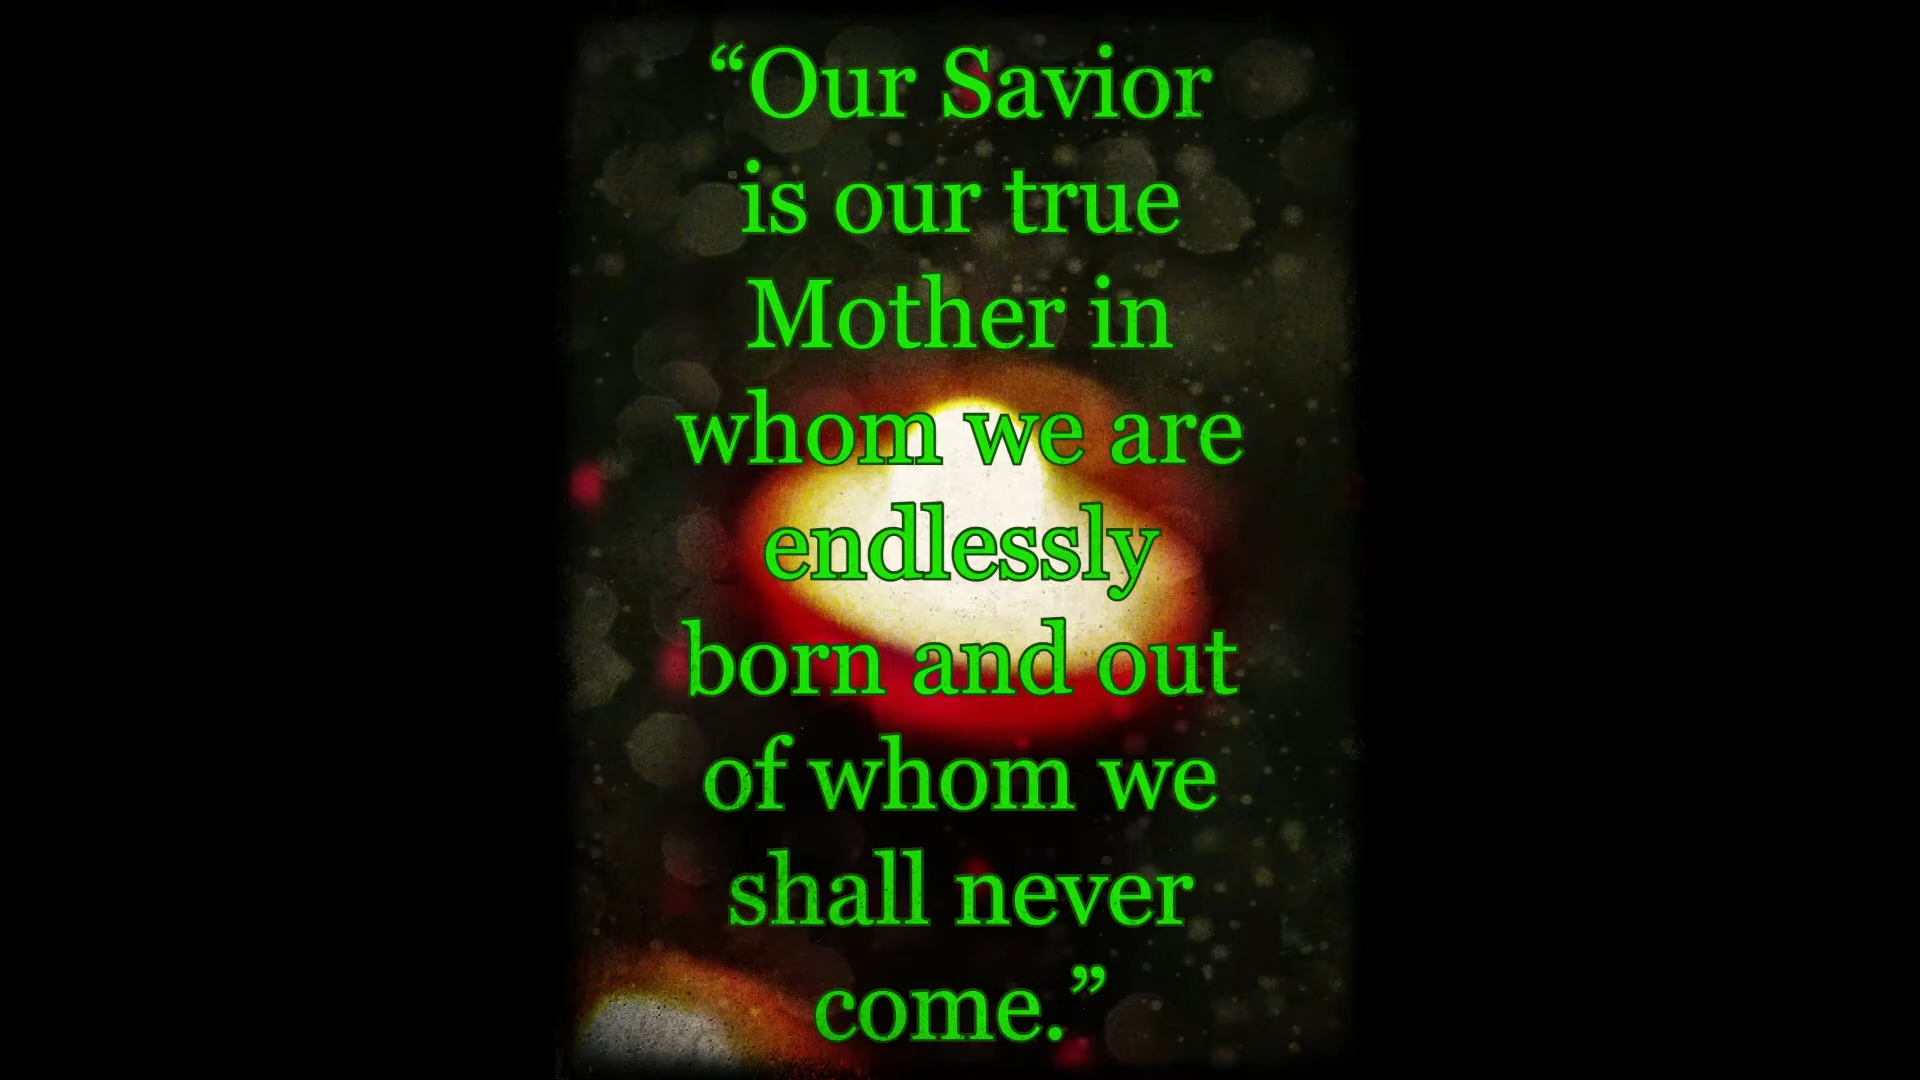 “Our Savior
is our true
Mother in
whom we are
endlessly
born and out
of whom we
shall never
come.”